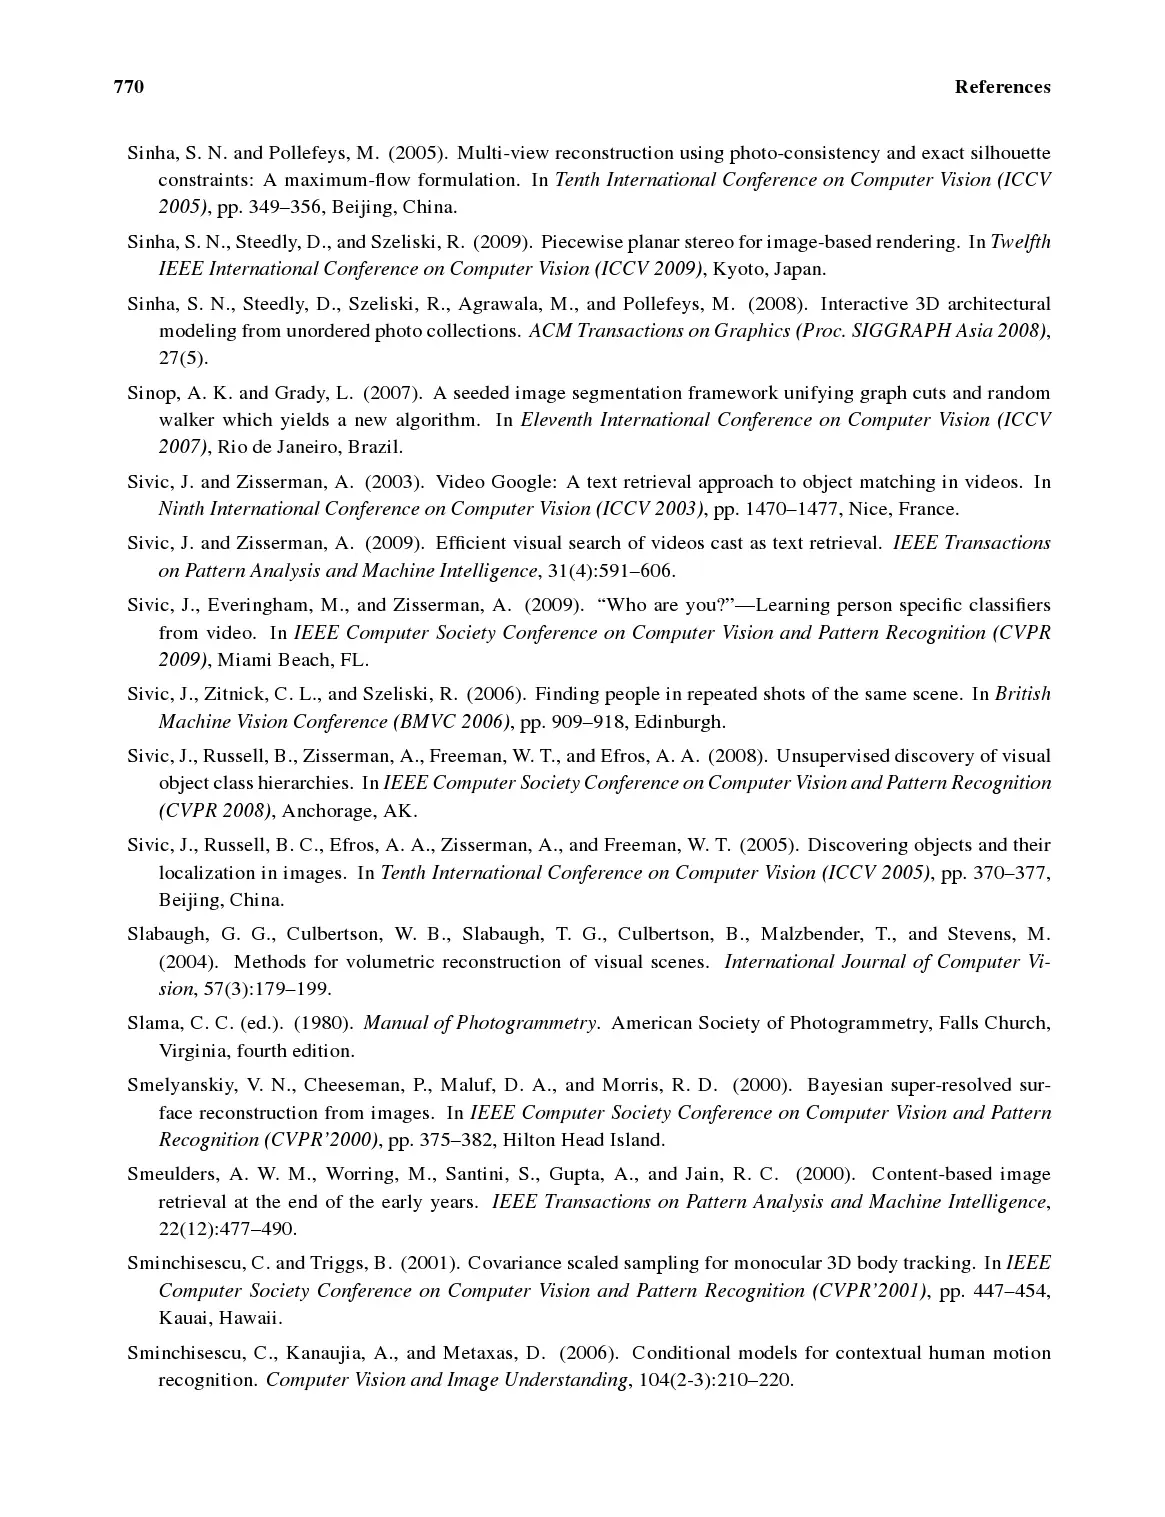 770 References
Sinha, S. N. and Pollefeys, M. (2005). Multi-view reconstruction using photo-consistency and exact silhouette
constraints: A maximum-flow formulation. In Tenth International Conference on Computer Vision (ICCV
2005), pp. 349–356, Beijing, China.
Sinha, S. N., Steedly, D., and Szeliski, R. (2009). Piecewise planar stereo for image-based rendering. In Twelfth
IEEE International Conference on Computer Vision (ICCV 2009), Kyoto, Japan.
Sinha, S. N., Steedly, D., Szeliski, R., Agrawala, M., and Pollefeys, M. (2008). Interactive 3D architectural
modeling from unordered photo collections. ACM Transactions on Graphics (Proc. SIGGRAPH Asia 2008),
27(5).
Sinop, A. K. and Grady, L. (2007). A seeded image segmentation framework unifying graph cuts and random
walker which yields a new algorithm. In Eleventh International Conference on Computer Vision (ICCV
2007), Rio de Janeiro, Brazil.
Sivic, J. and Zisserman, A. (2003). Video Google: A text retrieval approach to object matching in videos. In
Ninth International Conference on Computer Vision (ICCV 2003), pp. 1470–1477, Nice, France.
Sivic, J. and Zisserman, A. (2009). Efficient visual search of videos cast as text retrieval. IEEE Transactions
on Pattern Analysis and Machine Intelligence, 31(4):591–606.
Sivic, J., Everingham, M., and Zisserman, A. (2009). “Who are you?”—Learning person specific classifiers
from video. In IEEE Computer Society Conference on Computer Vision and Pattern Recognition (CVPR
2009), Miami Beach, FL.
Sivic, J., Zitnick, C. L., and Szeliski, R. (2006). Finding people in repeated shots of the same scene. In British
Machine Vision Conference (BMVC 2006), pp. 909–918, Edinburgh.
Sivic, J., Russell, B., Zisserman, A., Freeman, W. T., and Efros, A. A. (2008). Unsupervised discovery of visual
object class hierarchies. In IEEE Computer Society Conference on Computer Vision and Pattern Recognition
(CVPR 2008), Anchorage, AK.
Sivic, J., Russell, B. C., Efros, A. A., Zisserman, A., and Freeman, W. T. (2005). Discovering objects and their
localization in images. In Tenth International Conference on Computer Vision (ICCV 2005), pp. 370–377,
Beijing, China.
Slabaugh, G. G., Culbertson, W. B., Slabaugh, T. G., Culbertson, B., Malzbender, T., and Stevens, M.
(2004). Methods for volumetric reconstruction of visual scenes. International Journal of Computer Vi-
sion, 57(3):179–199.
Slama, C. C. (ed.). (1980). Manual of Photogrammetry. American Society of Photogrammetry, Falls Church,
Virginia, fourth edition.
Smelyanskiy, V. N., Cheeseman, P., Maluf, D. A., and Morris, R. D. (2000). Bayesian super-resolved sur-
face reconstruction from images. In IEEE Computer Society Conference on Computer Vision and Pattern
Recognition (CVPR’2000), pp. 375–382, Hilton Head Island.
Smeulders, A. W. M., Worring, M., Santini, S., Gupta, A., and Jain, R. C. (2000). Content-based image
retrieval at the end of the early years. IEEE Transactions on Pattern Analysis and Machine Intelligence,
22(12):477–490.
Sminchisescu, C. and Triggs, B. (2001). Covariance scaled sampling for monocular 3D body tracking. In IEEE
Computer Society Conference on Computer Vision and Pattern Recognition (CVPR’2001), pp. 447–454,
Kauai, Hawaii.
Sminchisescu, C., Kanaujia, A., and Metaxas, D. (2006). Conditional models for contextual human motion
recognition. Computer Vision and Image Understanding, 104(2-3):210–220.